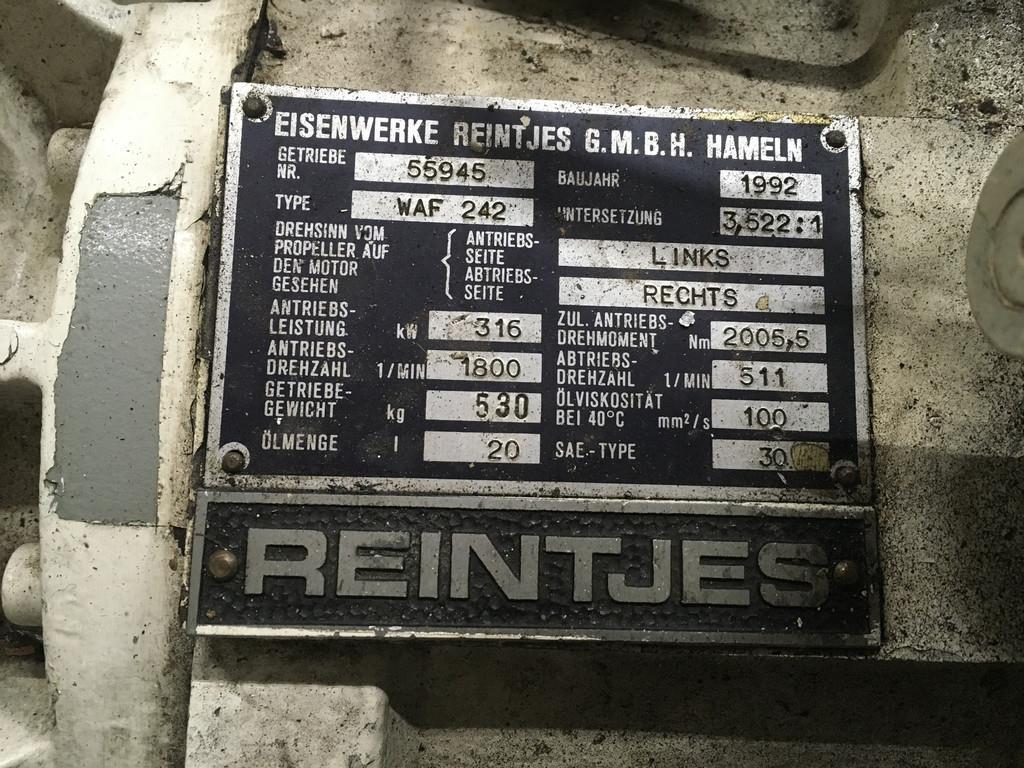 EISENWERKE REINTJES G.M.B.H. HAMELN
GETRIEBE NR. 55945 BAUJAHR 1992
TYPE WAF 242 UNTERSETZUNG 3,522:1
DREHSINN VOM ANTRIEBS- LINKS
PROPELLER AUF SEITE
DEN MOTOR ABTRIEBS- RECHTS
GESEHEN SEITE
ANTRIEBS- ZUL. ANTRIEBS-
LEISTUNG kW 316 DREHMOMENT Nm 2005,5
ANTRIEBS- ABTRIEBS-
DREHZAHL 1/MIN 1800 DREHZAHL 1/MIN 511
GETRIEBE- ÖLVISKOSITÄT
GEWICHT kg 530 BEI 40°C mm²/s 100
ÖLMENGE l 20 SAE.-TYPE 30
REINTJES